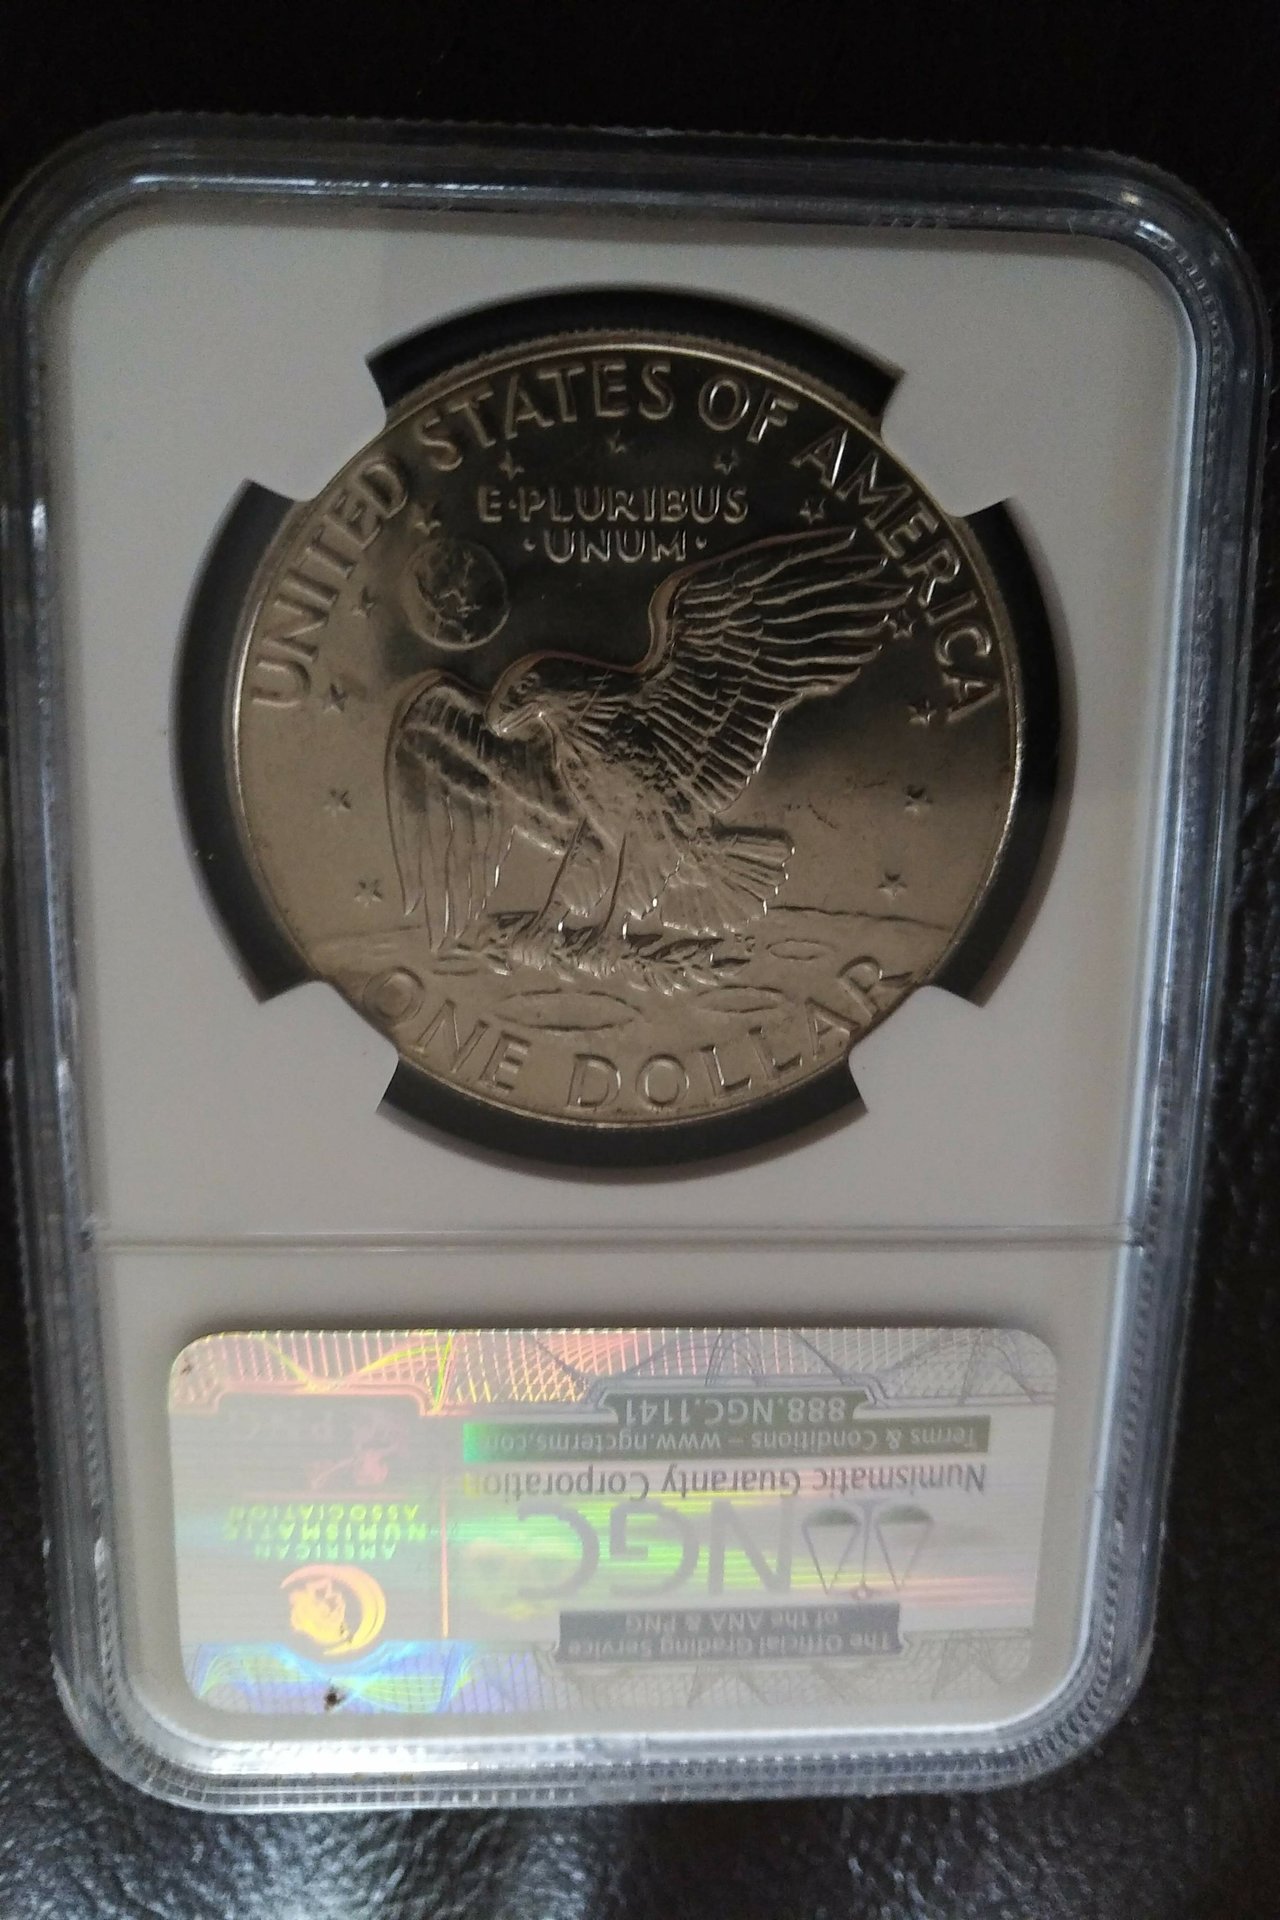 UNITED STATES OF AMERICA
E·PLURIBUS
·UNUM·
ONE DOLLAR
The Official Grading Service
of the ANA & PNG
NGC
Numismatic Guaranty Corporation
Terms & Conditions – www.ngcterms.com
888.NGC.1141
AMERICAN
NUMISMATIC
ASSOCIATION
PNG